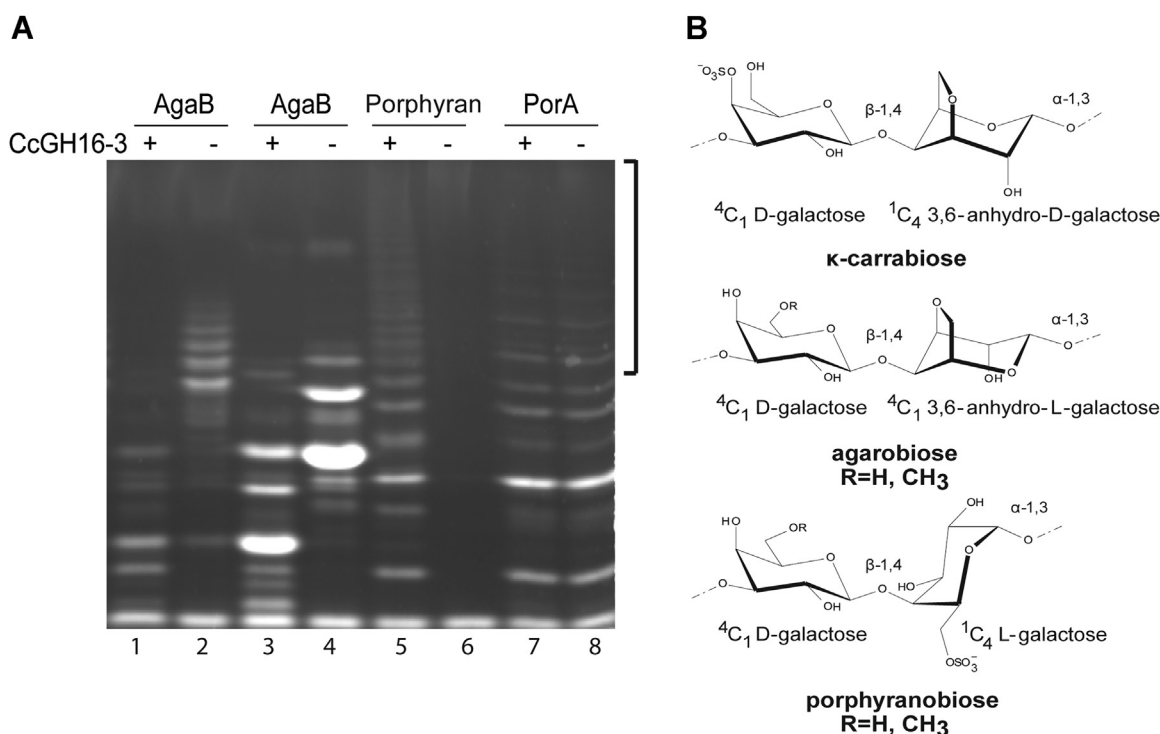 A
AgaB AgaB Porphyran PorA
CcGH16-3 + - + - + - + -
1 2 3 4 5 6 7 8
B
⁻O₃SO OH
O β-1,4 O α-1,3
O O O
OH
OH
⁴C₁ D-galactose ¹C₄ 3,6-anhydro-D-galactose
κ-carrabiose
HO OR O
O β-1,4 α-1,3
O O O
OH OH O
⁴C₁ D-galactose ⁴C₁ 3,6-anhydro-L-galactose
agarobiose
R=H, CH₃
OH α-1,3
HO OR
O β-1,4 O O
O HO
OH O
⁴C₁ D-galactose ¹C₄ L-galactose
OSO₃⁻
porphyranobiose
R=H, CH₃